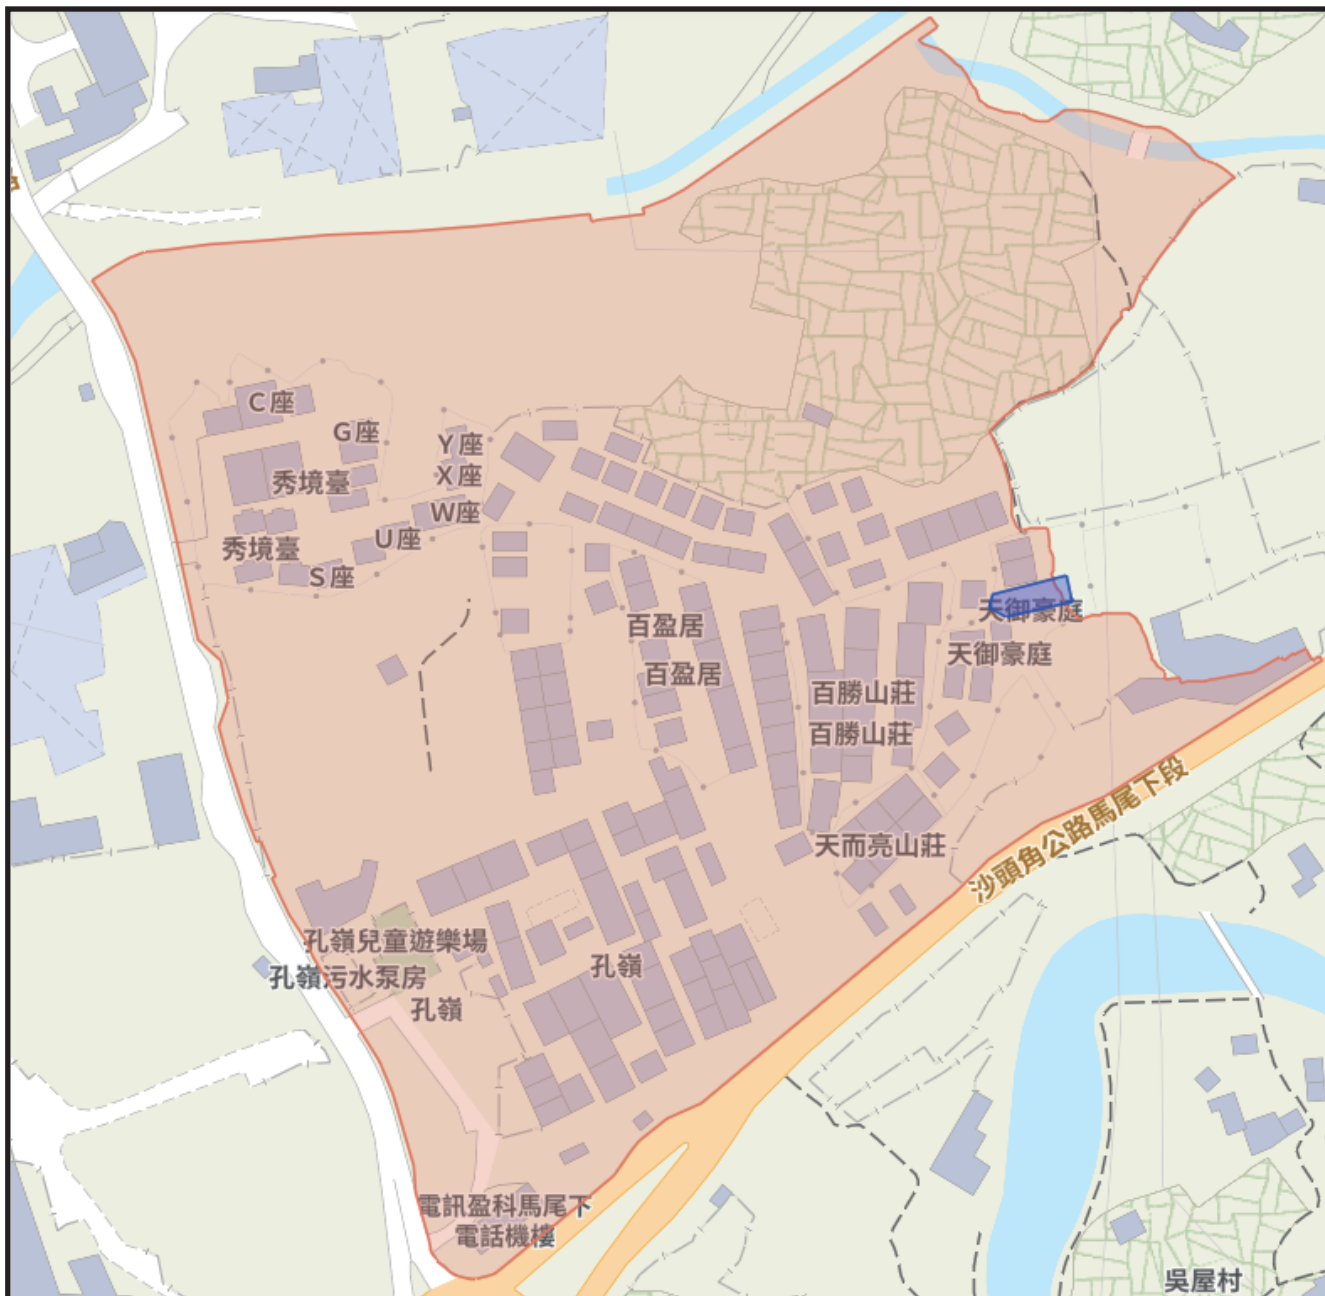 C座
G座
Y座
X座
秀境臺
W座
U座
秀境臺
S座
天御豪庭
百盈居
天御豪庭
百盈居
百勝山莊
百勝山莊
沙頭角公路馬尾下段
天而亮山莊
孔嶺兒童遊樂場
孔嶺
孔嶺污水泵房
孔嶺
電訊盈科馬尾下
電話機樓
吳屋村